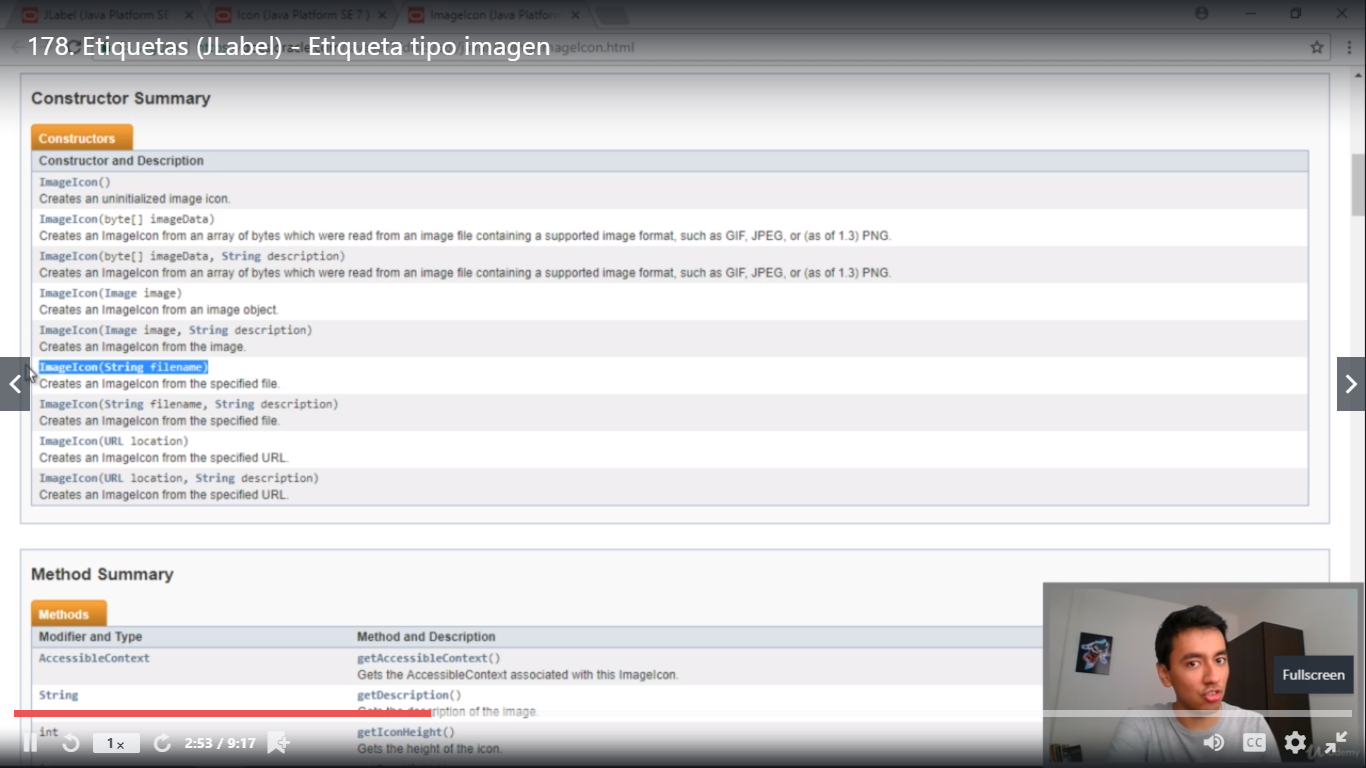 JLabel (Java Platform SE
Icon (Java Platform SE 7)
ImageIcon (Java Platform
178. Etiquetas (JLabel) - Etiqueta tipo imagen
ageIcon.html
Constructor Summary
Constructors
Constructor and Description
ImageIcon()
Creates an uninitialized image icon.
ImageIcon(byte[] imageData)
Creates an ImageIcon from an array of bytes which were read from an image file containing a supported image format, such as GIF, JPEG, or (as of 1.3) PNG.
ImageIcon(byte[] imageData, String description)
Creates an ImageIcon from an array of bytes which were read from an image file containing a supported image format, such as GIF, JPEG, or (as of 1.3) PNG.
ImageIcon(Image image)
Creates an ImageIcon from an image object.
ImageIcon(Image image, String description)
Creates an ImageIcon from the image.
ImageIcon(String filename)
Creates an ImageIcon from the specified file.
ImageIcon(String filename, String description)
Creates an ImageIcon from the specified file.
ImageIcon(URL location)
Creates an ImageIcon from the specified URL.
ImageIcon(URL location, String description)
Creates an ImageIcon from the specified URL.
Method Summary
Methods
Modifier and Type Method and Description
AccessibleContext getAccessibleContext()
Gets the AccessibleContext associated with this ImageIcon.
String getDescription()
Gets the description of the image.
int getIconHeight()
Gets the height of the icon.
Fullscreen
1x
2:53 / 9:17
CC
Udemy